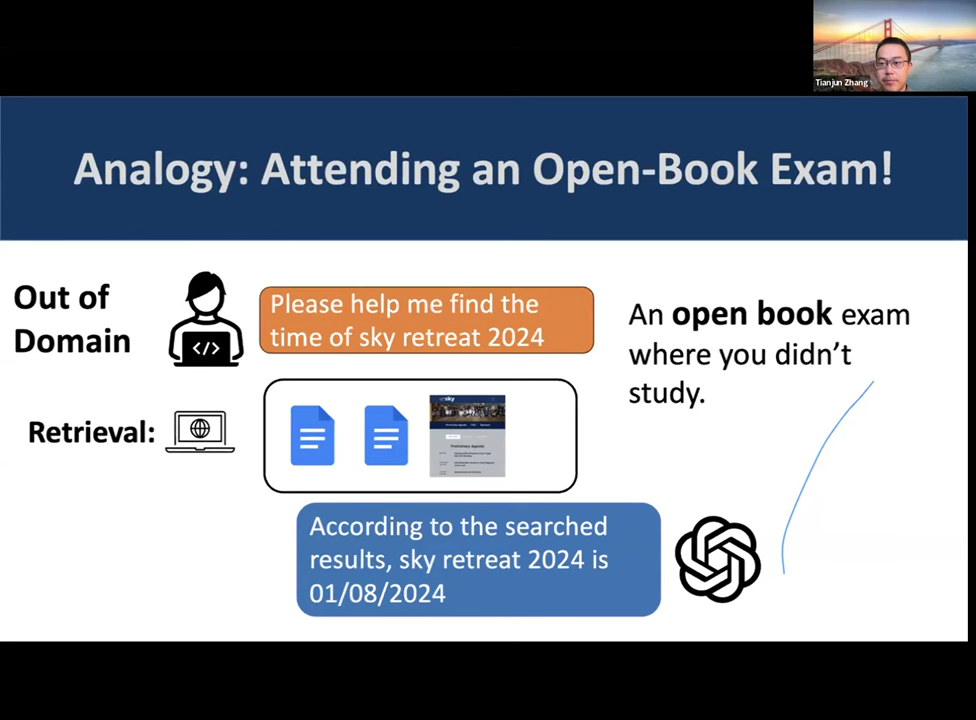 Tianjun Zhang
Analogy: Attending an Open-Book Exam!
Out of
Domain
</>
Please help me find the
time of sky retreat 2024
An open book exam
where you didn't
study.
Retrieval:
sky
Preliminary Agenda
According to the searched
results, sky retreat 2024 is
01/08/2024